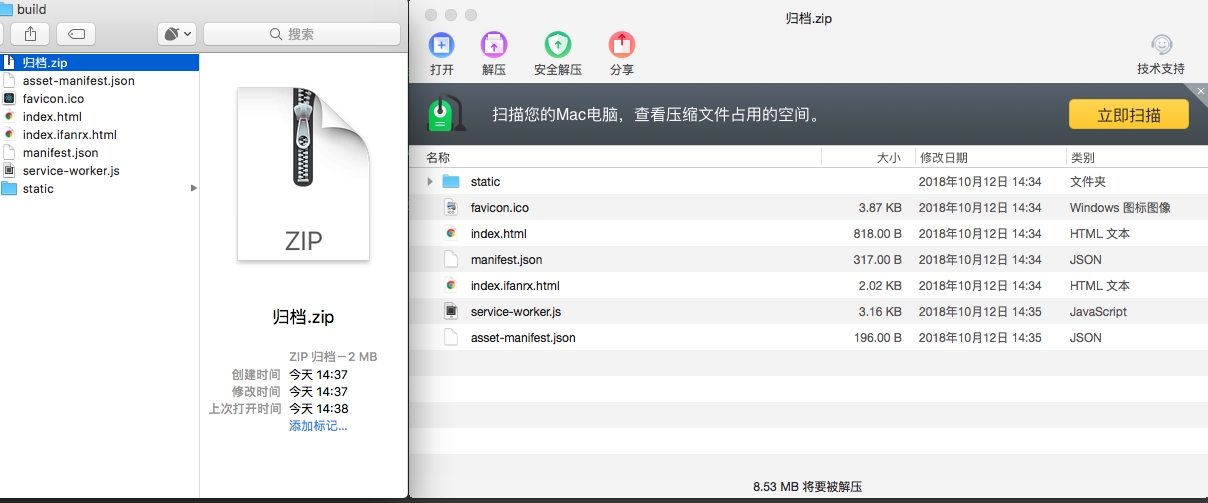 build
搜索
归档.zip
asset-manifest.json
favicon.ico
index.html
index.ifanrx.html
manifest.json
service-worker.js
static
ZIP
归档.zip
ZIP 归档－2 MB
创建时间 今天 14:37
修改时间 今天 14:37
上次打开时间 今天 14:38
添加标记...
归档.zip
打开 解压 安全解压 分享 技术支持
扫描您的Mac电脑，查看压缩文件占用的空间。 立即扫描
名称 大小 修改日期 类别
static 2018年10月12日 14:34 文件夹
favicon.ico 3.87 KB 2018年10月12日 14:34 Windows 图标图像
index.html 818.00 B 2018年10月12日 14:34 HTML 文本
manifest.json 317.00 B 2018年10月12日 14:34 JSON
index.ifanrx.html 2.02 KB 2018年10月12日 14:34 HTML 文本
service-worker.js 3.16 KB 2018年10月12日 14:35 JavaScript
asset-manifest.json 196.00 B 2018年10月12日 14:35 JSON
8.53 MB 将要被解压